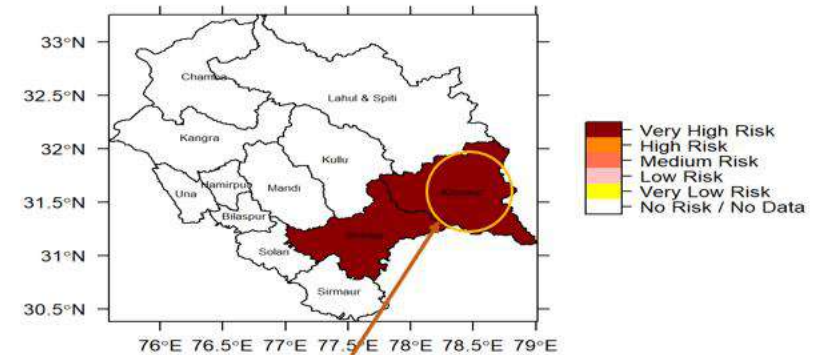 33°N
32.5°N
32°N
31.5°N
31°N
30.5°N
Chamba
Lahul & Spiti
Kangra
Kullu
Una
Hamirpur
Mandi
Bilaspur
Solan
Sirmaur
76°E 76.5°E 77°E 77.5°E 78°E 78.5°E 79°E
Very High Risk
High Risk
Medium Risk
Low Risk
Very Low Risk
No Risk / No Data